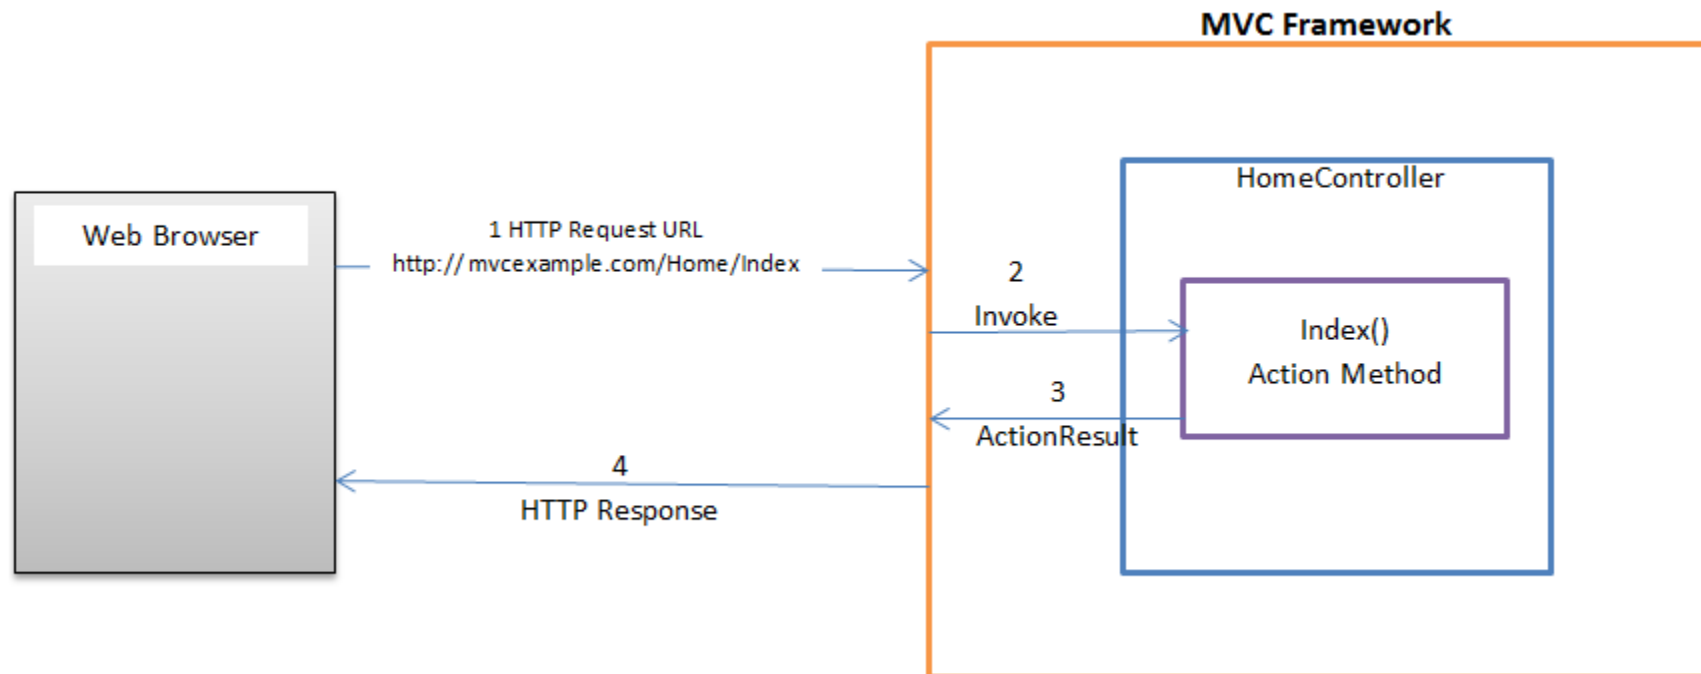 MVC Framework
HomeController
Web Browser
1 HTTP Request URL
http://mvcexample.com/Home/Index
2
Invoke
Index()
Action Method
3
ActionResult
4
HTTP Response